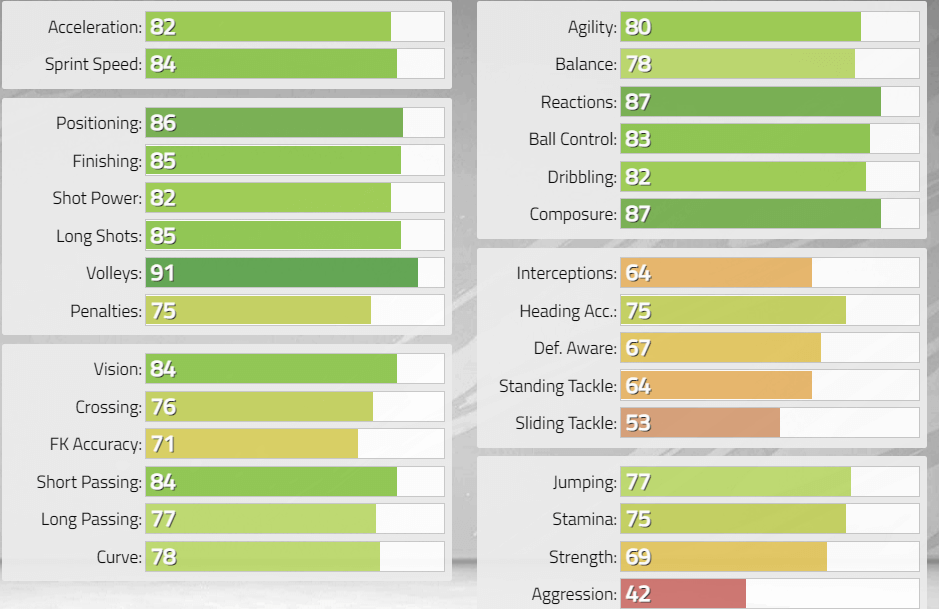 Acceleration: 82
Sprint Speed: 84
Positioning: 86
Finishing: 85
Shot Power: 82
Long Shots: 85
Volleys: 91
Penalties: 75
Vision: 84
Crossing: 76
FK Accuracy: 71
Short Passing: 84
Long Passing: 77
Curve: 78
Agility: 80
Balance: 78
Reactions: 87
Ball Control: 83
Dribbling: 82
Composure: 87
Interceptions: 64
Heading Acc.: 75
Def. Aware: 67
Standing Tackle: 64
Sliding Tackle: 53
Jumping: 77
Stamina: 75
Strength: 69
Aggression: 42